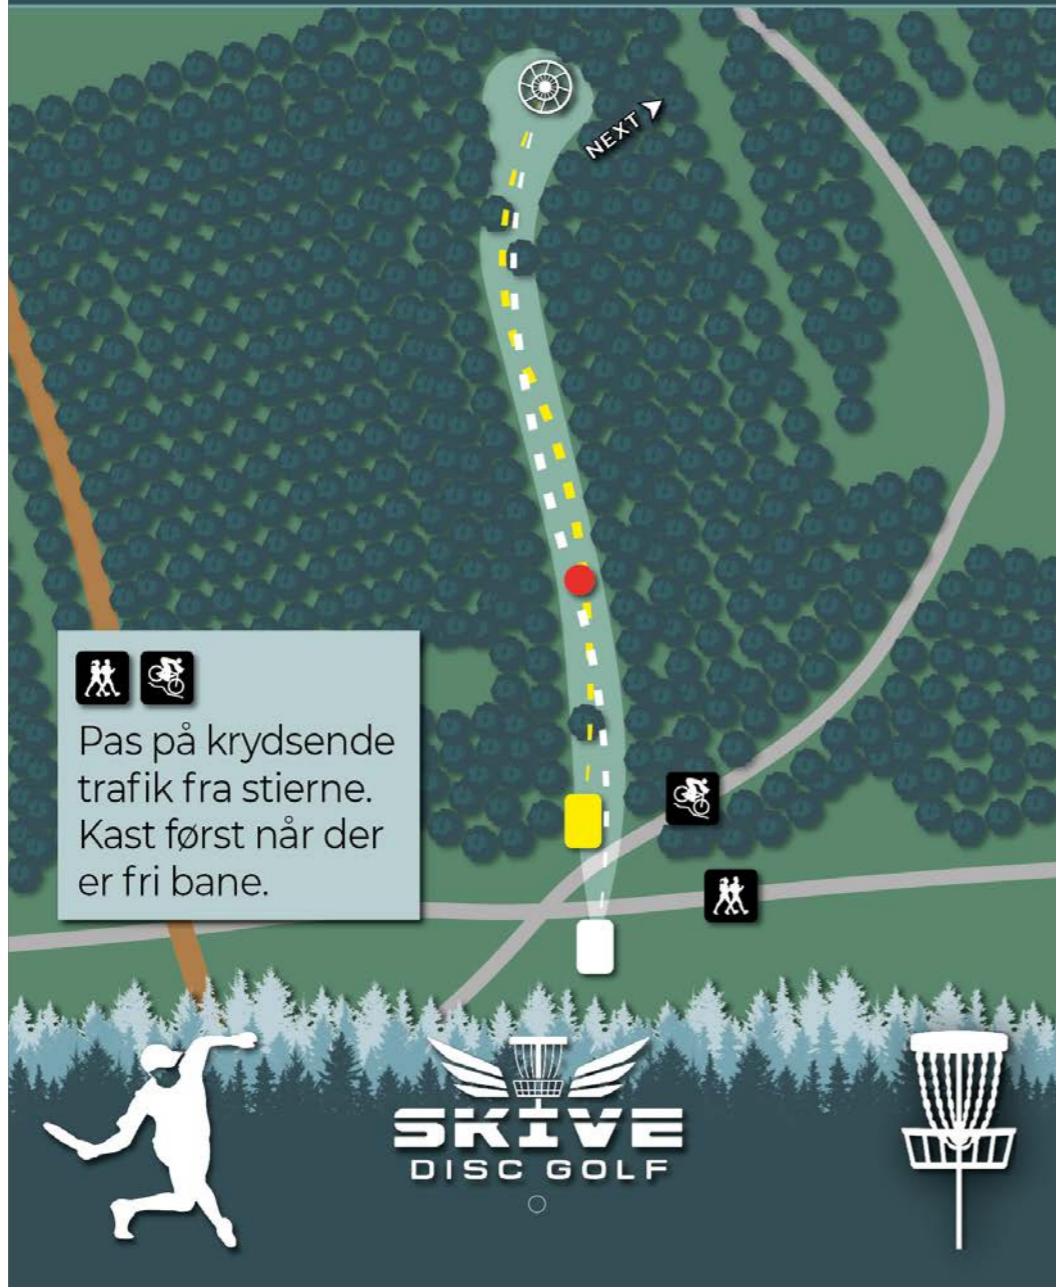 NEXT
Pas på krydsende
trafik fra stierne.
Kast først når der
er fri bane.
SKIVE
DISC GOLF